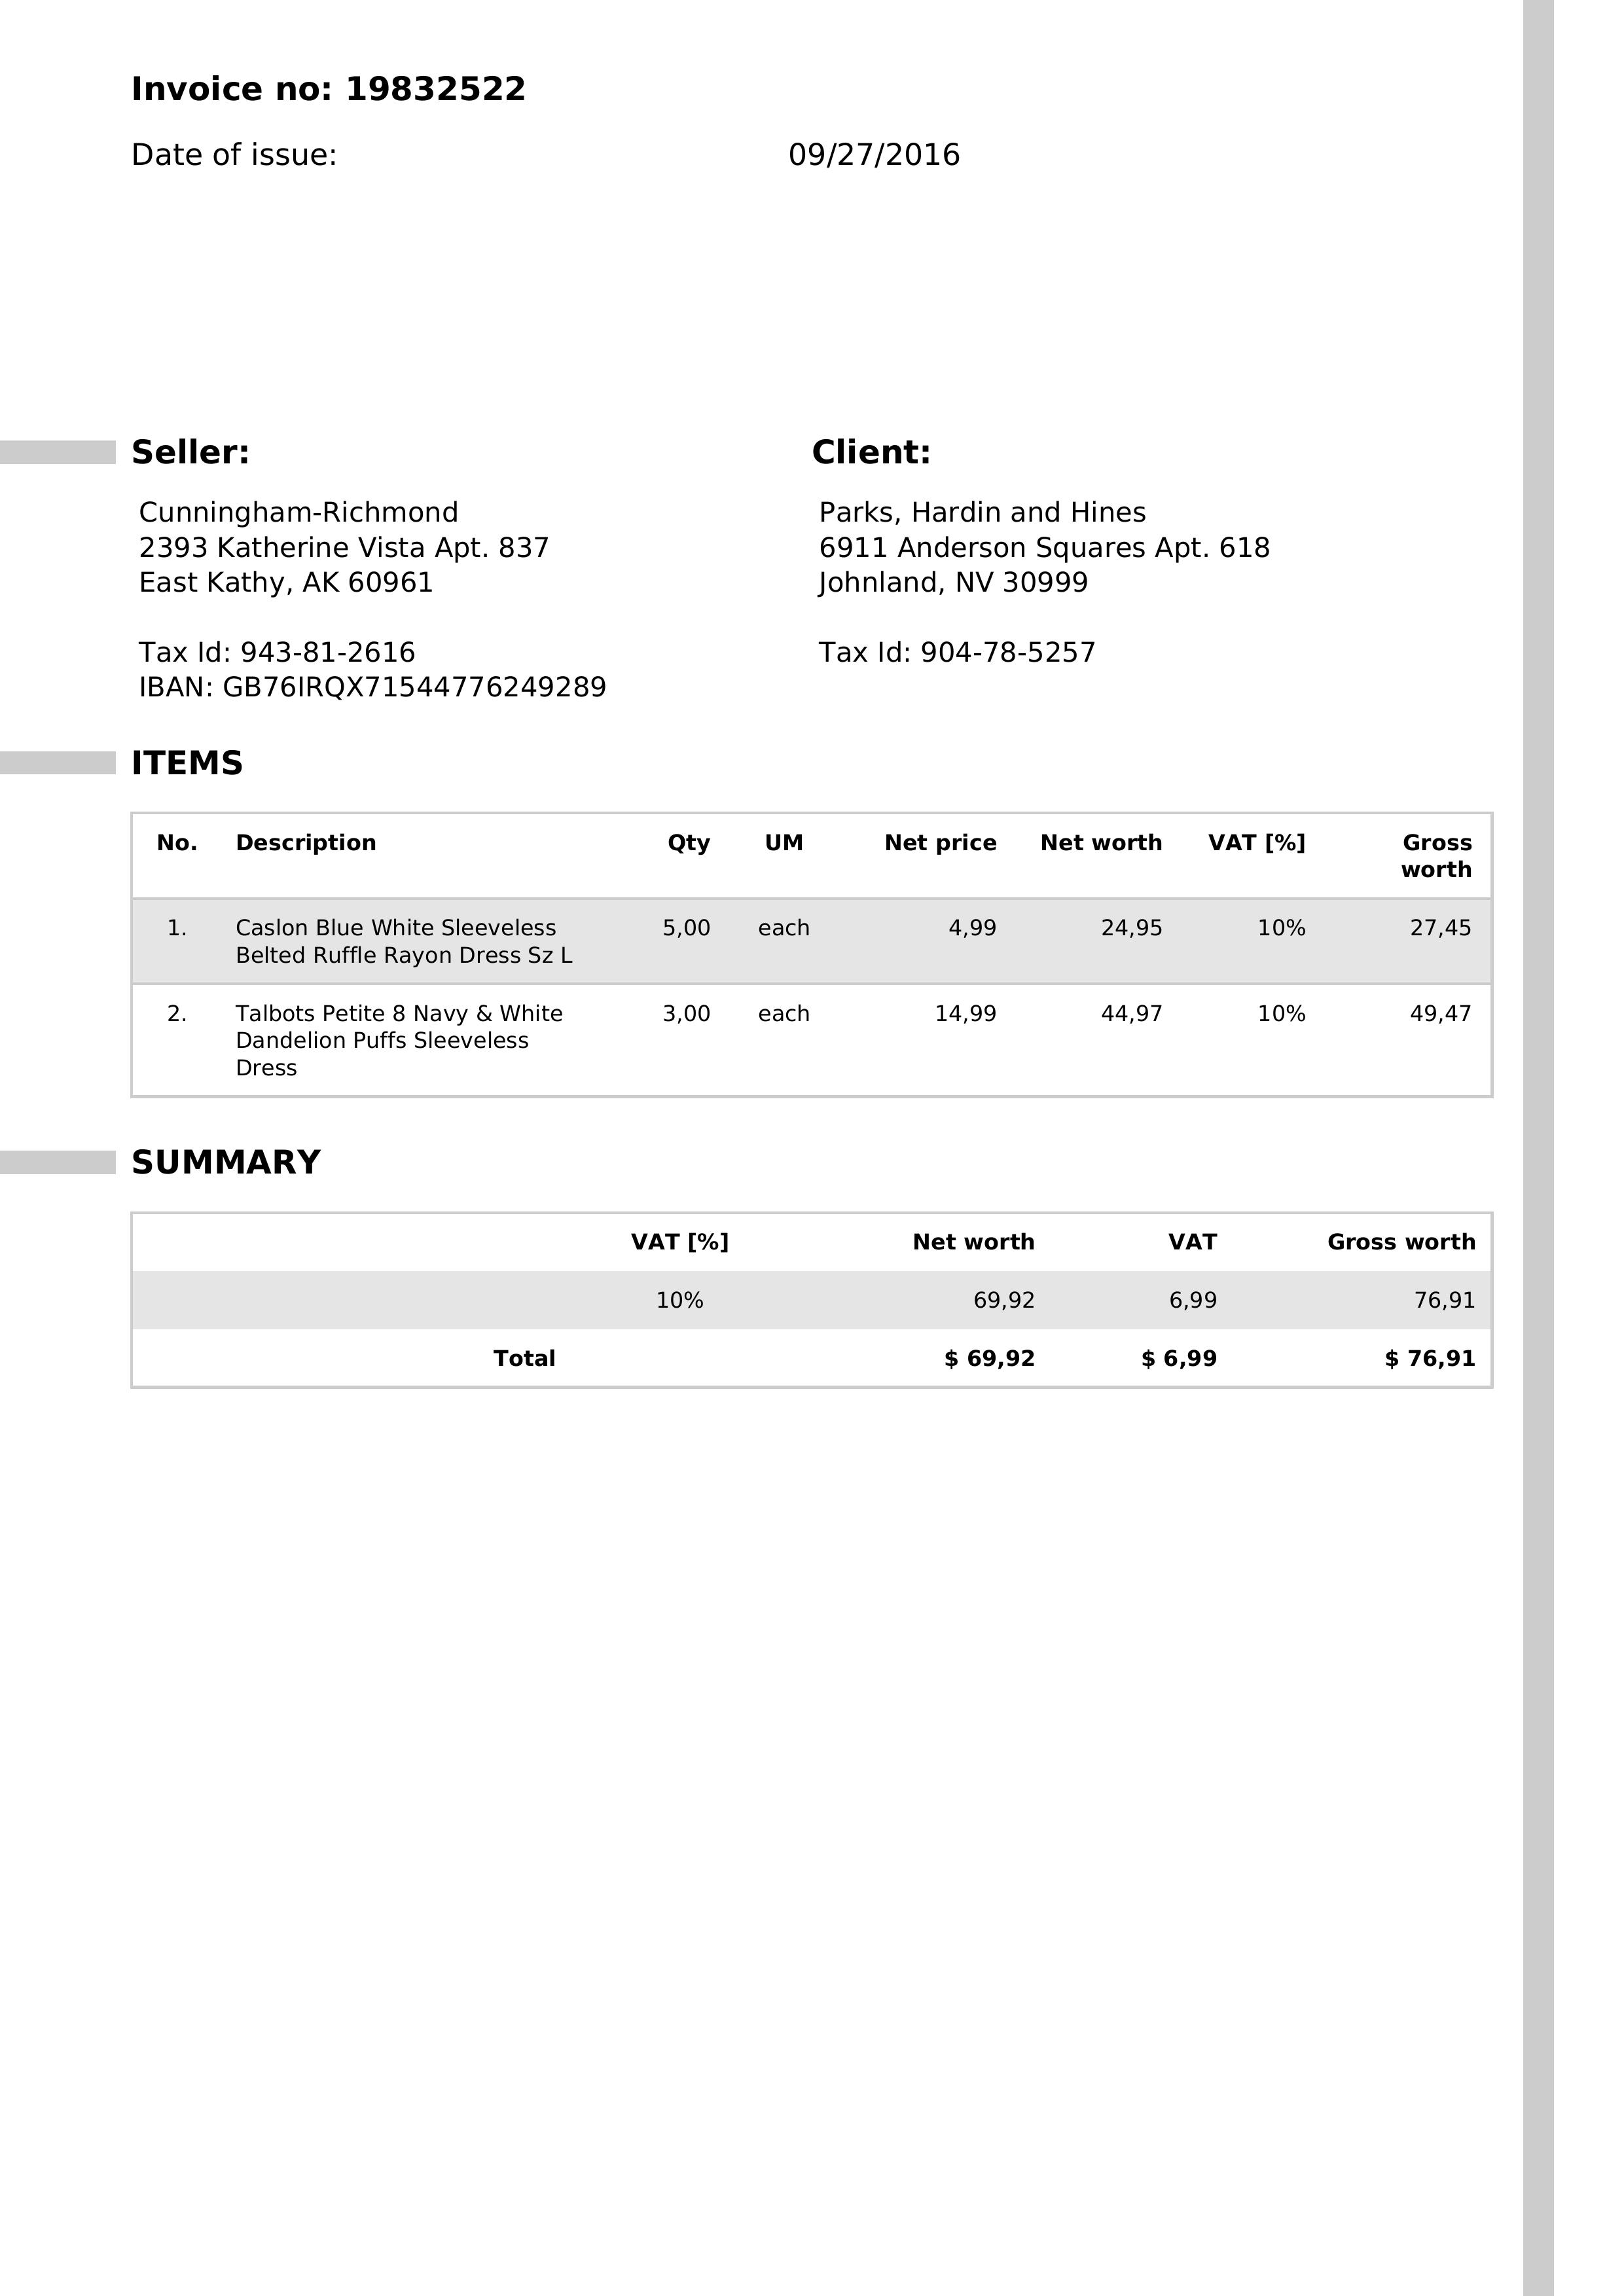 Invoice no: 19832522
Date of issue: 09/27/2016
Seller:
Cunningham-Richmond
2393 Katherine Vista Apt. 837
East Kathy, AK 60961
Tax Id: 943-81-2616
IBAN: GB76IRQX71544776249289
Client:
Parks, Hardin and Hines
6911 Anderson Squares Apt. 618
Johnland, NV 30999
Tax Id: 904-78-5257
ITEMS
No. Description Qty UM Net price Net worth VAT [%] Gross
worth
1. Caslon Blue White Sleeveless 5,00 each 4,99 24,95 10% 27,45
Belted Ruffle Rayon Dress Sz L
2. Talbots Petite 8 Navy & White 3,00 each 14,99 44,97 10% 49,47
Dandelion Puffs Sleeveless
Dress
SUMMARY
VAT [%] Net worth VAT Gross worth
10% 69,92 6,99 76,91
Total $ 69,92 $ 6,99 $ 76,91